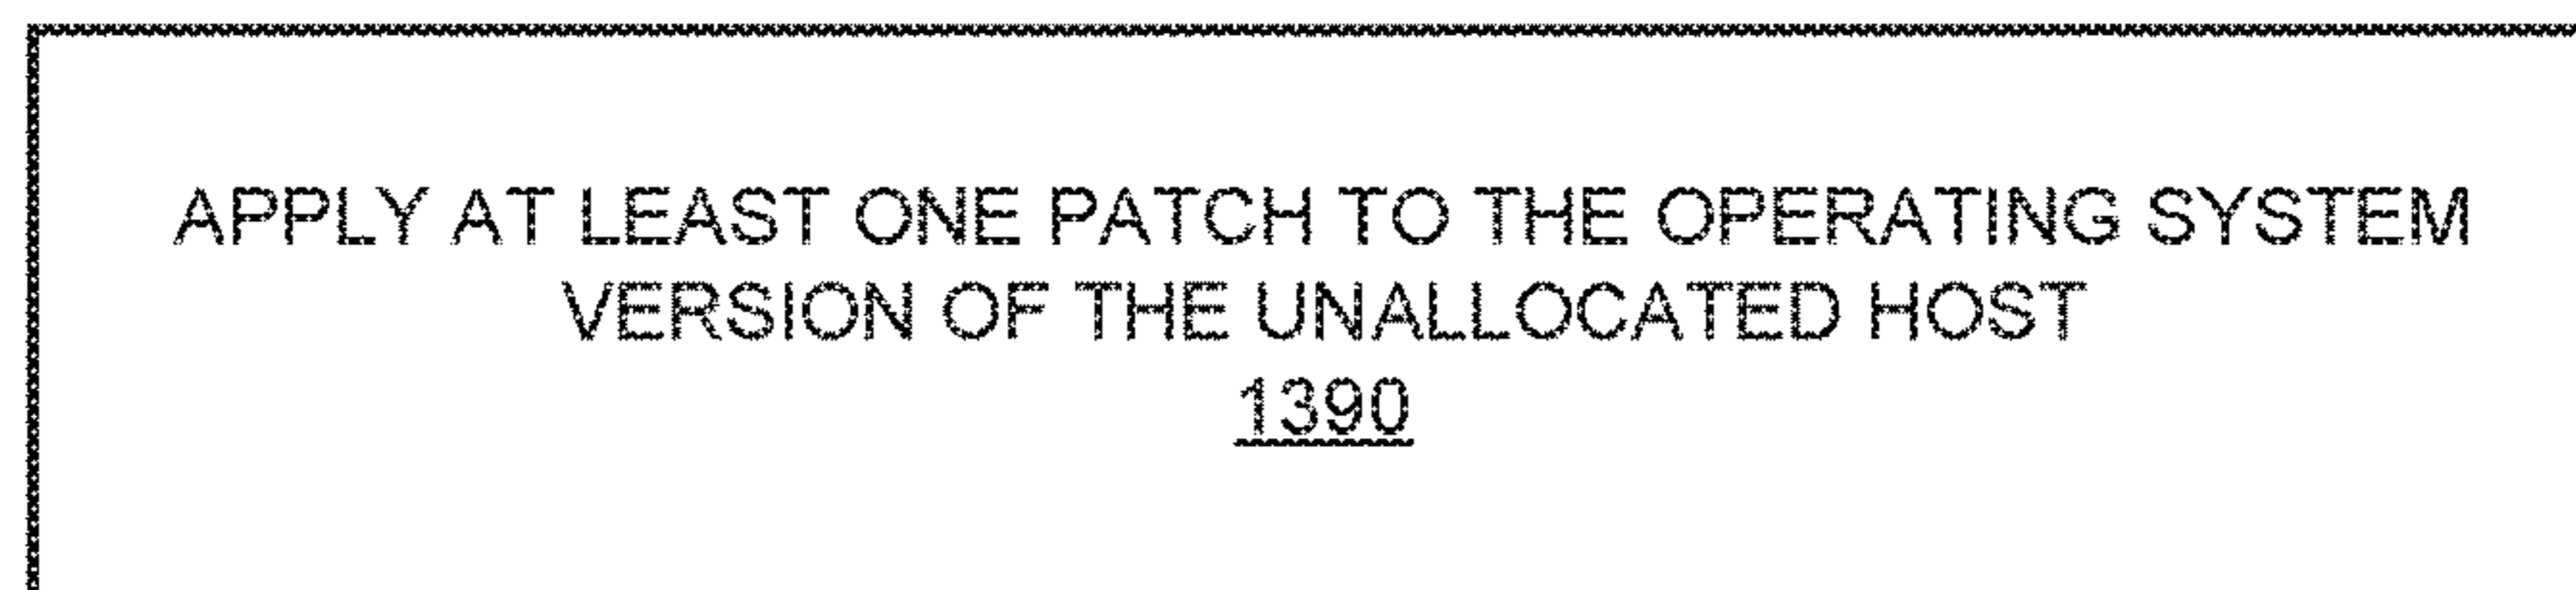 APPLY AT LEAST ONE PATCH TO THE OPERATING SYSTEM
VERSION OF THE UNALLOCATED HOST
1390